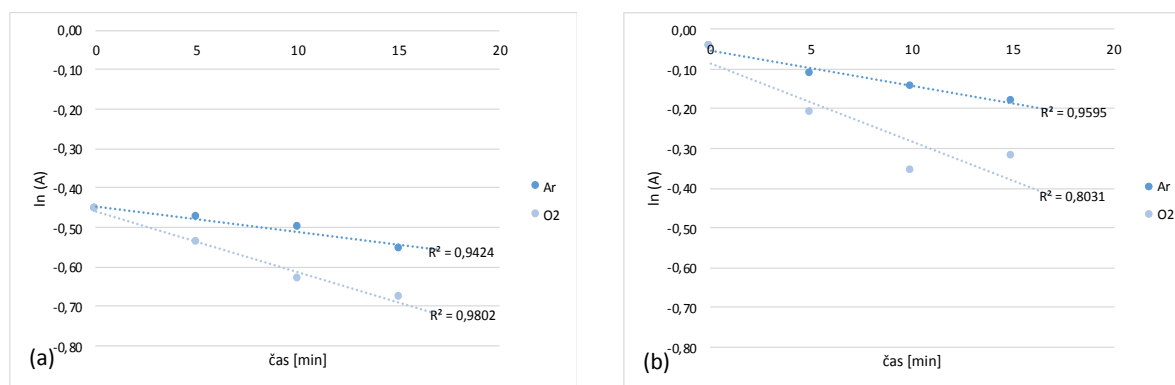 0,00
0 5 10 15 20
-0,10
-0,20
-0,30
-0,40
-0,50
-0,60
-0,70
-0,80
ln (A)
čas [min]
R² = 0,9424
R² = 0,9802
Ar
O2
(a)
0,00
0 5 10 15 20
-0,10
-0,20
-0,30
-0,40
-0,50
-0,60
-0,70
-0,80
ln (A)
čas [min]
R² = 0,9595
R² = 0,8031
Ar
O2
(b)